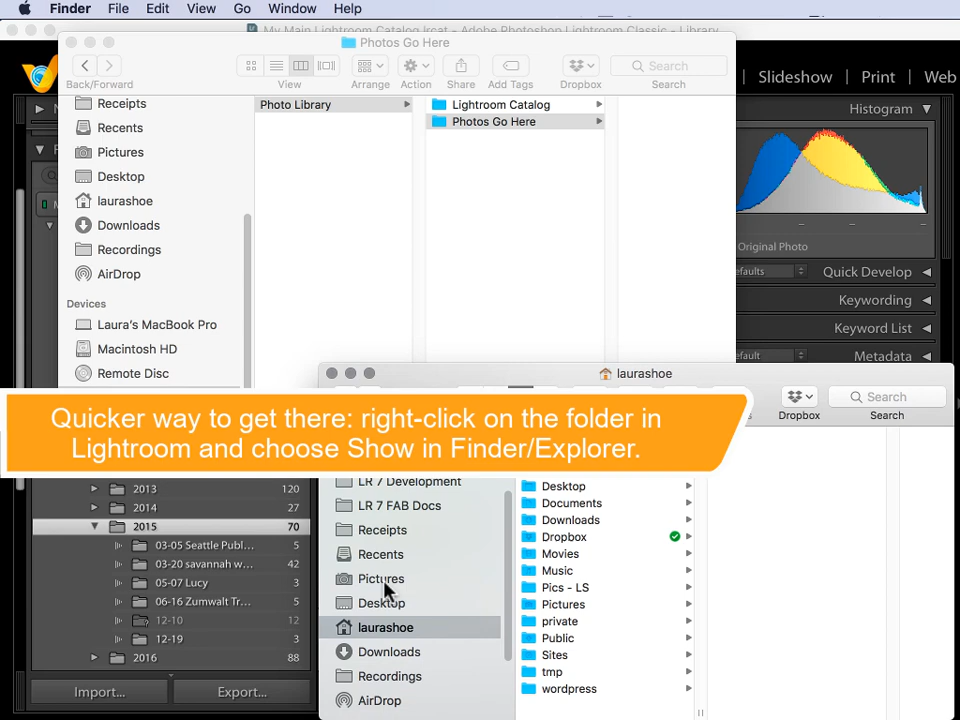 Finder File Edit View Go Window Help
My Main Lightroom Catalog.lrcat - Adobe Photoshop Lightroom Classic - Library
Photos Go Here
Back/Forward View Arrange Action Share Add Tags Dropbox Search
Search
Slideshow | Print | Web
Receipts
Recents
Pictures
Desktop
laurashoe
Downloads
Recordings
AirDrop
Devices
Laura's MacBook Pro
Macintosh HD
Remote Disc
Photo Library
Lightroom Catalog
Photos Go Here
Histogram
Original Photo
Quick Develop
Keywording
Keyword List
Metadata
laurashoe
Search
Dropbox Search
Quicker way to get there: right-click on the folder in
Lightroom and choose Show in Finder/Explorer.
2013 120
2014 27
2015 70
03-05 Seattle Publ... 5
03-20 savannah w... 42
05-07 Lucy 3
06-16 Zumwalt Tr... 5
12-10 12
12-19 3
2016 88
Import...
Export...
LR 7 Development
LR 7 FAB Docs
Receipts
Recents
Pictures
Desktop
laurashoe
Downloads
Recordings
AirDrop
Desktop
Documents
Downloads
Dropbox
Movies
Music
Pics - LS
Pictures
private
Public
Sites
tmp
wordpress